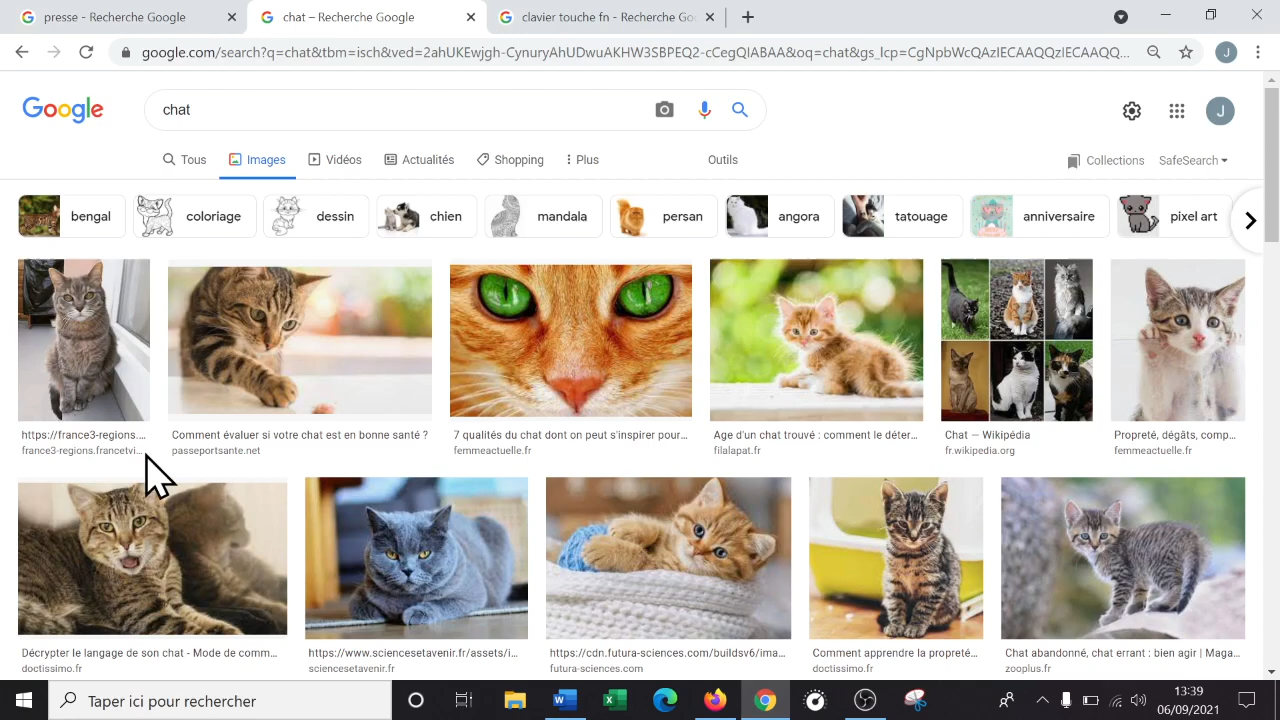 presse - Recherche Google
chat – Recherche Google
clavier touche fn - Recherche Goo
google.com/search?q=chat&tbm=isch&ved=2ahUKEwjgh-CynuryAhUDwuAKHW3SBPEQ2-cCegQIABAA&oq=chat&gs_lcp=CgNpbWcQAzIECAAQQzIECAAQQ...
J
Google
chat
J
Tous
Images
Vidéos
Actualités
Shopping
Plus
Outils
Collections
SafeSearch
bengal
coloriage
dessin
chien
mandala
persan
angora
tatouage
anniversaire
pixel art
https://france3-regions....
france3-regions.francetvi...
Comment évaluer si votre chat est en bonne santé ?
passeportsante.net
7 qualités du chat dont on peut s'inspirer pour...
femmeactuelle.fr
Age d'un chat trouvé : comment le déter...
filalapat.fr
Chat — Wikipédia
fr.wikipedia.org
Propreté, dégâts, comp...
femmeactuelle.fr
Décrypter le langage de son chat - Mode de comm...
doctissimo.fr
https://www.sciencesetavenir.fr/assets/i...
sciencesetavenir.fr
https://cdn.futura-sciences.com/buildsv6/ima...
futura-sciences.com
Comment apprendre la propreté...
doctissimo.fr
Chat abandonné, chat errant : bien agir | Maga...
zooplus.fr
Taper ici pour rechercher
13:39
06/09/2021